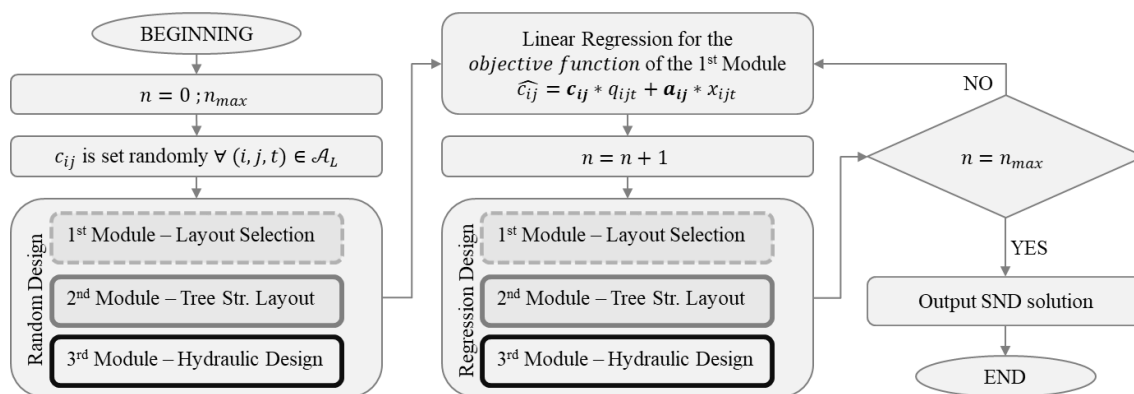 BEGINNING
n = 0 ; n_max
c_ij is set randomly ∀ (i, j, t) ∈ 𝒜_L
Random Design
1st Module – Layout Selection
2nd Module – Tree Str. Layout
3rd Module – Hydraulic Design
Linear Regression for the
objective function of the 1st Module
ĉ_ij = c_ij * q_ijt + a_ij * x_ijt
n = n + 1
Regression Design
1st Module – Layout Selection
2nd Module – Tree Str. Layout
3rd Module – Hydraulic Design
NO
n = n_max
YES
Output SND solution
END